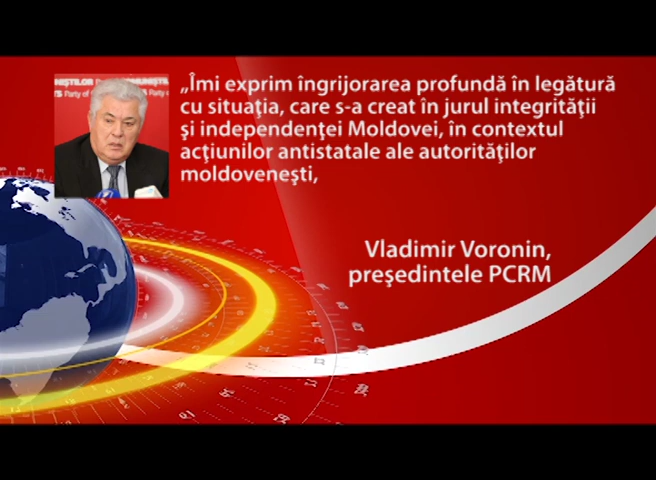 „Îmi exprim îngrijorarea profundă în legătură
cu situaţia, care s-a creat în jurul integrităţii
şi independenţei Moldovei, în contextul
acţiunilor antistatale ale autorităţilor
moldoveneşti,
Vladimir Voronin,
preşedintele PCRM